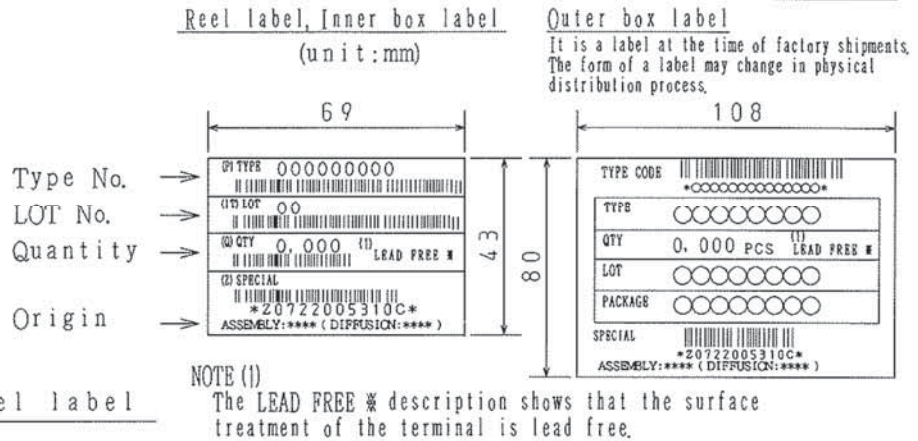 Reel label, Inner box label
(unit:mm)
Outer box label
It is a label at the time of factory shipments.
The form of a label may change in physical
distribution process.
69
108
Type No.
LOT No.
Quantity
Origin
(P) TYPE 000000000
(1T) LOT 00
(Q) QTY 0,000 (1) LEAD FREE ※
(Z) SPECIAL
*Z0722005310C*
ASSEMBLY:**** (DIFFUSION:****)
43
80
TYPE CODE
*○○○○○○○○○○○○○○*
TYPE ○○○○○○○○
QTY 0,000 PCS (1) LEAD FREE ※
LOT ○○○○○○○○
PACKAGE ○○○○○○○○
SPECIAL
*Z0722005310C*
ASSEMBLY:**** (DIFFUSION:****)
NOTE (1)
The LEAD FREE ※ description shows that the surface
treatment of the terminal is lead free.
el label